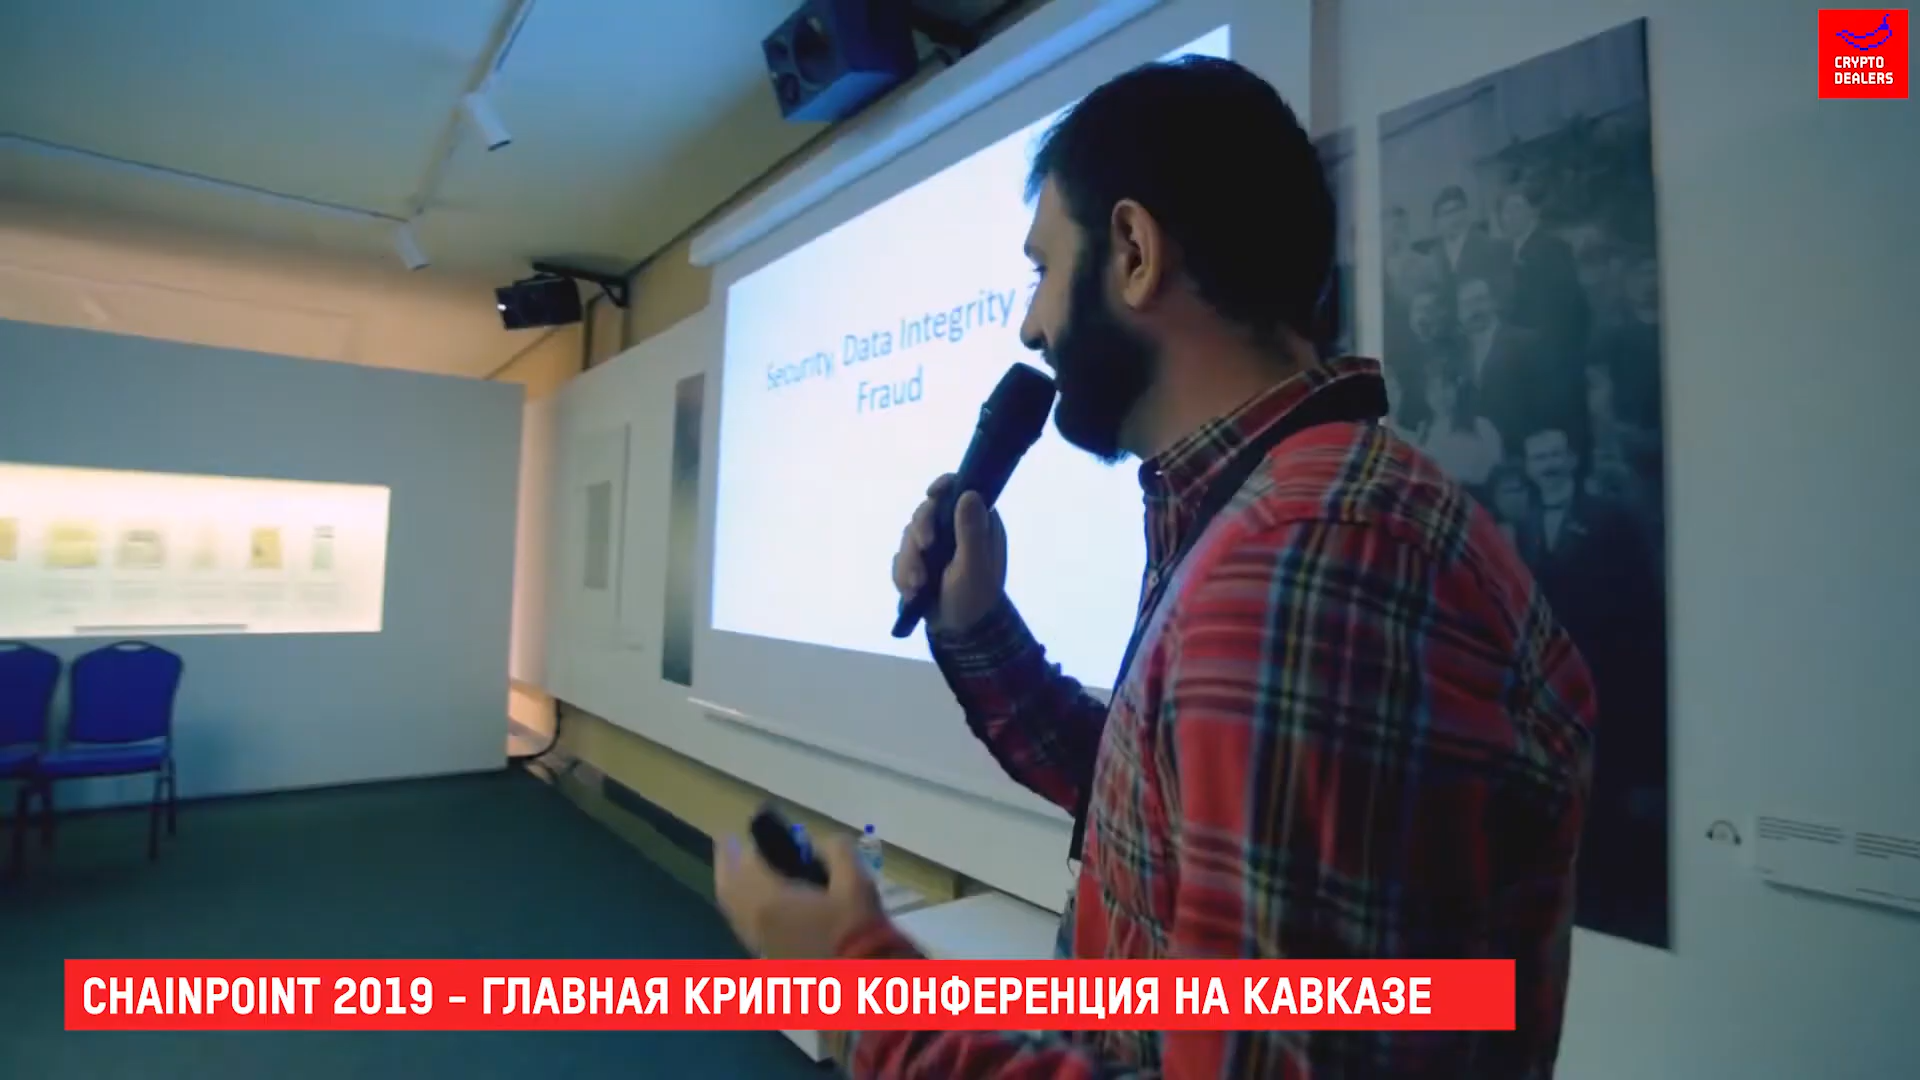 CRYPTO
DEALERS
Security, Data Integrity
Fraud
CHAINPOINT 2019 - ГЛАВНАЯ КРИПТО КОНФЕРЕНЦИЯ НА КАВКАЗЕ